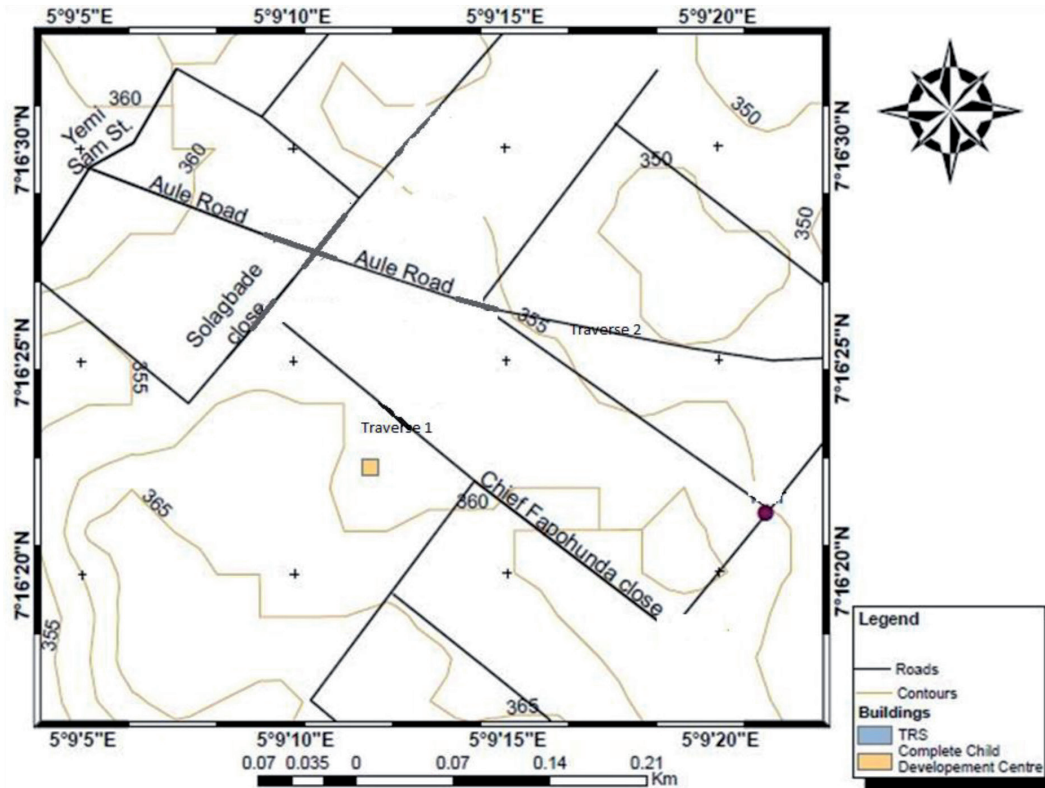 5°9'5"E 5°9'10"E 5°9'15"E 5°9'20"E
7°16'30"N
7°16'25"N
7°16'20"N
360
Yemi
Sam St.
360
Aule Road
Aule Road
Solagbade
close
350
350
350
355
Traverse 2
355
Traverse 1
Chief Fapohunda close
360
365
355
365
7°16'30"N
7°16'25"N
7°16'20"N
5°9'5"E 5°9'10"E 5°9'15"E 5°9'20"E
0.07 0.035 0 0.07 0.14 0.21
Km
Legend
Roads
Contours
Buildings
TRS
Complete Child
Developement Centre